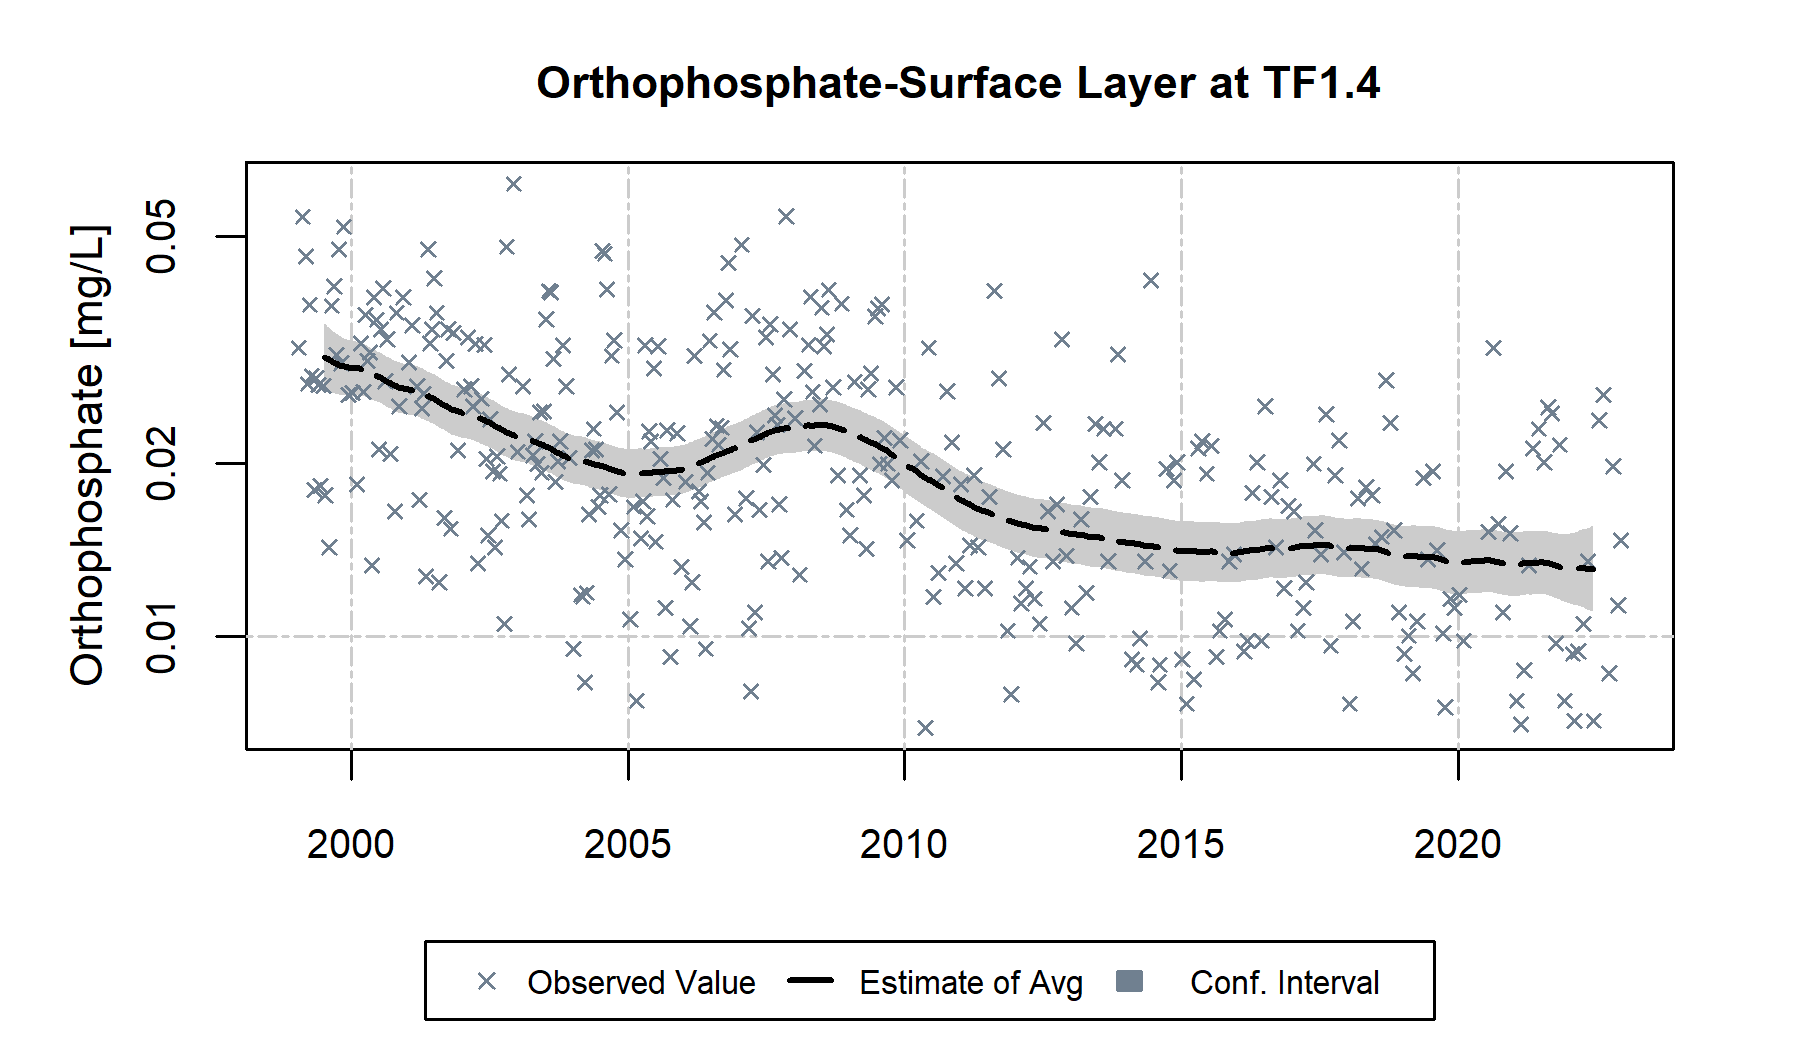 Orthophosphate-Surface Layer at TF1.4
Orthophosphate [mg/L]
0.05
0.02
0.01
2000 2005 2010 2015 2020
Observed Value Estimate of Avg Conf. Interval